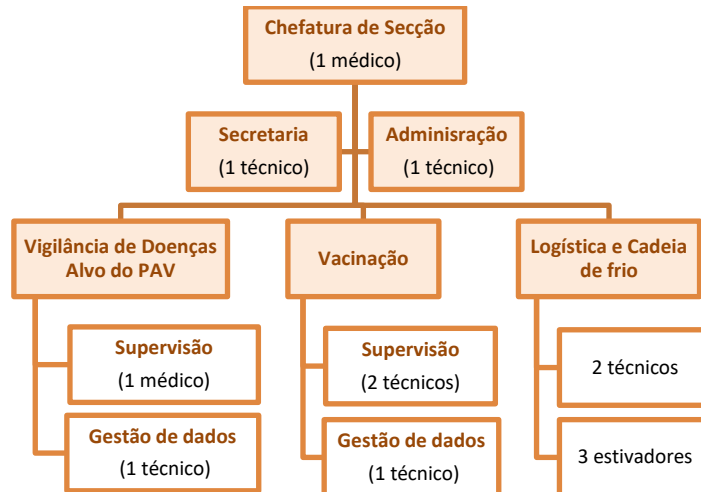 Chefatura de Secção
(1 médico)
Secretaria
(1 técnico)
Adminisração
(1 técnico)
Vigilância de Doenças
Alvo do PAV
Supervisão
(1 médico)
Gestão de dados
(1 técnico)
Vacinação
Supervisão
(2 técnicos)
Gestão de dados
(1 técnico)
Logística e Cadeia
de frio
2 técnicos
3 estivadores